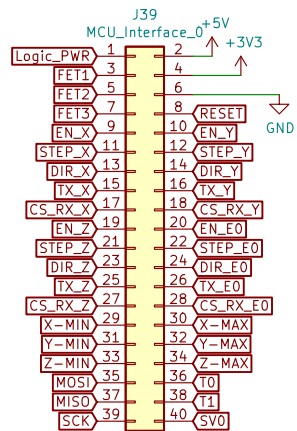 J39
MCU_Interface_0
+5V
Logic_PWR 1 2
+3V3
FET1 3 4
FET2 5 6
GND
FET3 7 8 RESET
EN_X 9 10 EN_Y
STEP_X 11 12 STEP_Y
DIR_X 13 14 DIR_Y
TX_X 15 16 TX_Y
CS_RX_X 17 18 CS_RX_Y
EN_Z 19 20 EN_E0
STEP_Z 21 22 STEP_E0
DIR_Z 23 24 DIR_E0
TX_Z 25 26 TX_E0
CS_RX_Z 27 28 CS_RX_E0
X-MIN 29 30 X-MAX
Y-MIN 31 32 Y-MAX
Z-MIN 33 34 Z-MAX
MOSI 35 36 T0
MISO 37 38 T1
SCK 39 40 SV0